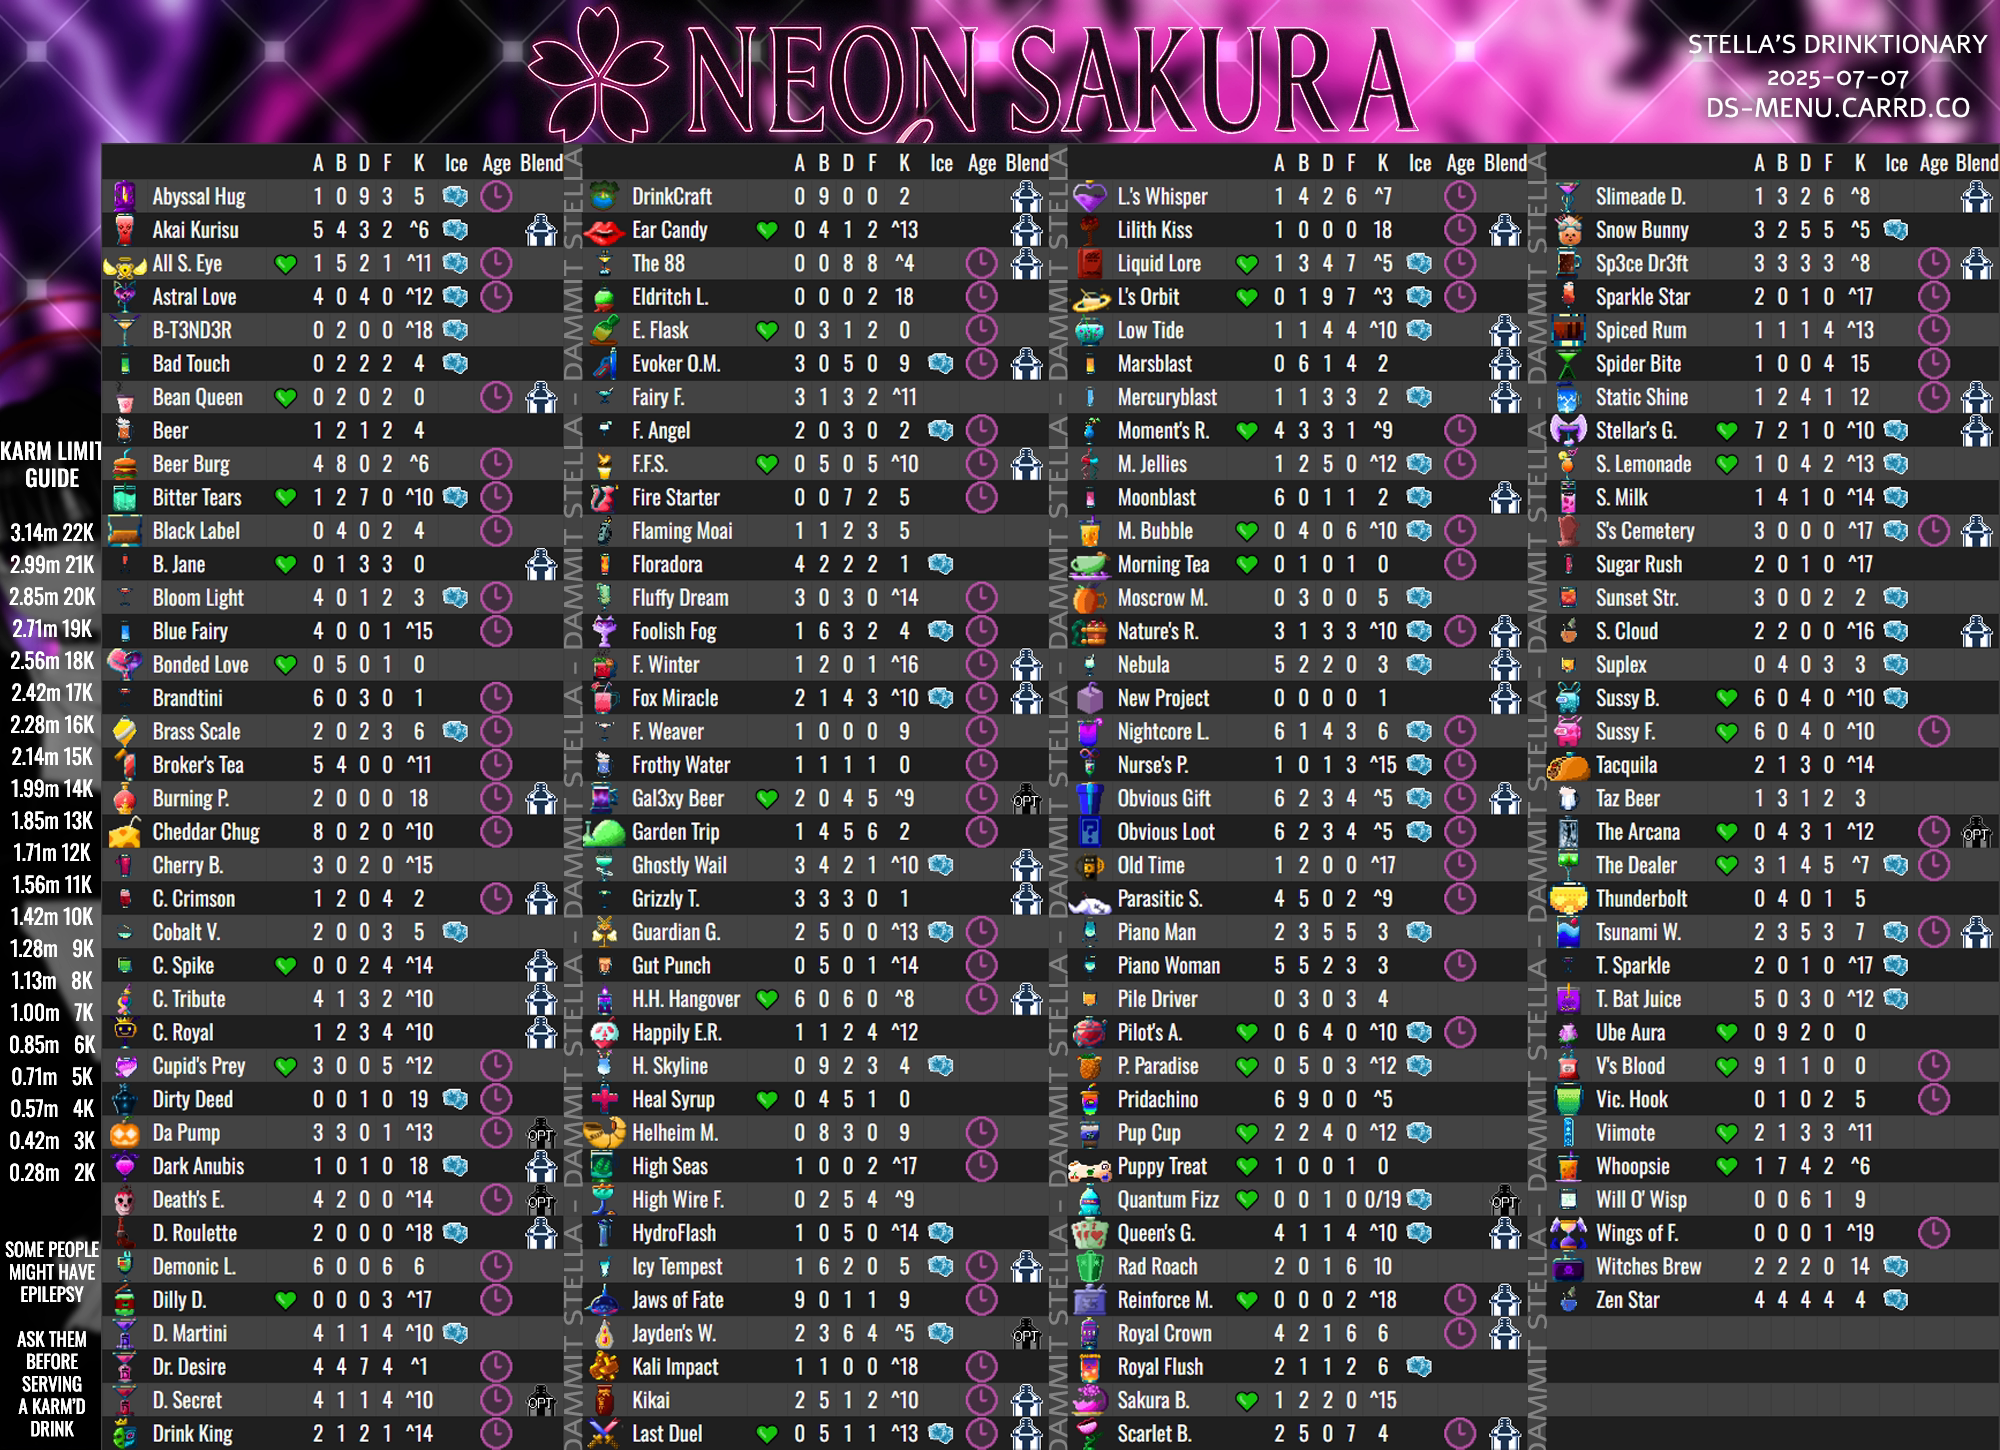 NEON SAKURA
STELLA'S DRINKTIONARY
2025-07-07
DS-MENU.CARRD.CO
KARM LIMIT
GUIDE
3.14m 22K
2.99m 21K
2.85m 20K
2.71m 19K
2.56m 18K
2.42m 17K
2.28m 16K
2.14m 15K
1.99m 14K
1.85m 13K
1.71m 12K
1.56m 11K
1.42m 10K
1.28m 9K
1.13m 8K
1.00m 7K
0.85m 6K
0.71m 5K
0.57m 4K
0.42m 3K
0.28m 2K
SOME PEOPLE
MIGHT HAVE
EPILEPSY
ASK THEM
BEFORE
SERVING
A KARM'D
DRINK
A B D F K Ice Age Blend
Abyssal Hug 1 0 9 3 5
Akai Kurisu 5 4 3 2 ^6
All S. Eye 1 5 2 1 ^11
Astral Love 4 0 4 0 ^12
B-T3ND3R 0 2 0 0 ^18
Bad Touch 0 2 2 2 4
Bean Queen 0 2 0 2 0
Beer 1 2 1 2 4
Beer Burg 4 8 0 2 ^6
Bitter Tears 1 2 7 0 ^10
Black Label 0 4 0 2 4
B. Jane 0 1 3 3 0
Bloom Light 4 0 1 2 3
Blue Fairy 4 0 0 1 ^15
Bonded Love 0 5 0 1 0
Brandtini 6 0 3 0 1
Brass Scale 2 0 2 3 6
Broker's Tea 5 4 0 0 ^11
Burning P. 2 0 0 0 18
Cheddar Chug 8 0 2 0 ^10
Cherry B. 3 0 2 0 ^15
C. Crimson 1 2 0 4 2
Cobalt V. 2 0 0 3 5
C. Spike 0 0 2 4 ^14
C. Tribute 4 1 3 2 ^10
C. Royal 1 2 3 4 ^10
Cupid's Prey 3 0 0 5 ^12
Dirty Deed 0 0 1 0 19
Da Pump 3 3 0 1 ^13 OPT
Dark Anubis 1 0 1 0 18
Death's E. 4 2 0 0 ^14 OPT
D. Roulette 2 0 0 0 ^18
Demonic L. 6 0 0 6 6
Dilly D. 0 0 0 3 ^17
D. Martini 4 1 1 4 ^10
Dr. Desire 4 4 7 4 ^1
D. Secret 4 1 1 4 ^10 OPT
Drink King 2 1 2 1 ^14
DAMMIT STELLA - DAMMIT STELLA - DAMMIT STELLA - DAMMIT STELLA
A B D F K Ice Age Blend
DrinkCraft 0 9 0 0 2
Ear Candy 0 4 1 2 ^13
The 88 0 0 8 8 ^4
Eldritch L. 0 0 0 2 18
E. Flask 0 3 1 2 0
Evoker O.M. 3 0 5 0 9
Fairy F. 3 1 3 2 ^11
F. Angel 2 0 3 0 2
F.F.S. 0 5 0 5 ^10
Fire Starter 0 0 7 2 5
Flaming Moai 1 1 2 3 5
Floradora 4 2 2 2 1
Fluffy Dream 3 0 3 0 ^14
Foolish Fog 1 6 3 2 4
F. Winter 1 2 0 1 ^16
Fox Miracle 2 1 4 3 ^10
F. Weaver 1 0 0 0 9
Frothy Water 1 1 1 1 0
Gal3xy Beer 2 0 4 5 ^9 OPT
Garden Trip 1 4 5 6 2
Ghostly Wail 3 4 2 1 ^10
Grizzly T. 3 3 3 0 1
Guardian G. 2 5 0 0 ^13
Gut Punch 0 5 0 1 ^14
H.H. Hangover 6 0 6 0 ^8
Happily E.R. 1 1 2 4 ^12
H. Skyline 0 9 2 3 4
Heal Syrup 0 4 5 1 0
Helheim M. 0 8 3 0 9
High Seas 1 0 0 2 ^17
High Wire F. 0 2 5 4 ^9
HydroFlash 1 0 5 0 ^14
Icy Tempest 1 6 2 0 5
Jaws of Fate 9 0 1 1 9
Jayden's W. 2 3 6 4 ^5 OPT
Kali Impact 1 1 0 0 ^18
Kikai 2 5 1 2 ^10
Last Duel 0 5 1 1 ^13
DAMMIT STELLA - DAMMIT STELLA - DAMMIT STELLA - DAMMIT STELLA
A B D F K Ice Age Blend
L.'s Whisper 1 4 2 6 ^7
Lilith Kiss 1 0 0 0 18
Liquid Lore 1 3 4 7 ^5
L's Orbit 0 1 9 7 ^3
Low Tide 1 1 4 4 ^10
Marsblast 0 6 1 4 2
Mercuryblast 1 1 3 3 2
Moment's R. 4 3 3 1 ^9
M. Jellies 1 2 5 0 ^12
Moonblast 6 0 1 1 2
M. Bubble 0 4 0 6 ^10
Morning Tea 0 1 0 1 0
Moscrow M. 0 3 0 0 5
Nature's R. 3 1 3 3 ^10
Nebula 5 2 2 0 3
New Project 0 0 0 0 1
Nightcore L. 6 1 4 3 6
Nurse's P. 1 0 1 3 ^15
Obvious Gift 6 2 3 4 ^5
Obvious Loot 6 2 3 4 ^5
Old Time 1 2 0 0 ^17
Parasitic S. 4 5 0 2 ^9
Piano Man 2 3 5 5 3
Piano Woman 5 5 2 3 3
Pile Driver 0 3 0 3 4
Pilot's A. 0 6 4 0 ^10
P. Paradise 0 5 0 3 ^12
Pridachino 6 9 0 0 ^5
Pup Cup 2 2 4 0 ^12
Puppy Treat 1 0 0 1 0
Quantum Fizz 0 0 1 0 0/19 OPT
Queen's G. 4 1 1 4 ^10
Rad Roach 2 0 1 6 10
Reinforce M. 0 0 0 2 ^18
Royal Crown 4 2 1 6 6
Royal Flush 2 1 1 2 6
Sakura B. 1 2 2 0 ^15
Scarlet B. 2 5 0 7 4
DAMMIT STELLA - DAMMIT STELLA - DAMMIT STELLA - DAMMIT STELLA
A B D F K Ice Age Blend
Slimeade D. 1 3 2 6 ^8
Snow Bunny 3 2 5 5 ^5
Sp3ce Dr3ft 3 3 3 3 ^8
Sparkle Star 2 0 1 0 ^17
Spiced Rum 1 1 1 4 ^13
Spider Bite 1 0 0 4 15
Static Shine 1 2 4 1 12
Stellar's G. 7 2 1 0 ^10
S. Lemonade 1 0 4 2 ^13
S. Milk 1 4 1 0 ^14
S's Cemetery 3 0 0 0 ^17
Sugar Rush 2 0 1 0 ^17
Sunset Str. 3 0 0 2 2
S. Cloud 2 2 0 0 ^16
Suplex 0 4 0 3 3
Sussy B. 6 0 4 0 ^10
Sussy F. 6 0 4 0 ^10
Tacquila 2 1 3 0 ^14
Taz Beer 1 3 1 2 3
The Arcana 0 4 3 1 ^12 OPT
The Dealer 3 1 4 5 ^7
Thunderbolt 0 4 0 1 5
Tsunami W. 2 3 5 3 7
T. Sparkle 2 0 1 0 ^17
T. Bat Juice 5 0 3 0 ^12
Ube Aura 0 9 2 0 0
V's Blood 9 1 1 0 0
Vic. Hook 0 1 0 2 5
Viimote 2 1 3 3 ^11
Whoopsie 1 7 4 2 ^6
Will O' Wisp 0 0 6 1 9
Wings of F. 0 0 0 1 ^19
Witches Brew 2 2 2 0 14
Zen Star 4 4 4 4 4